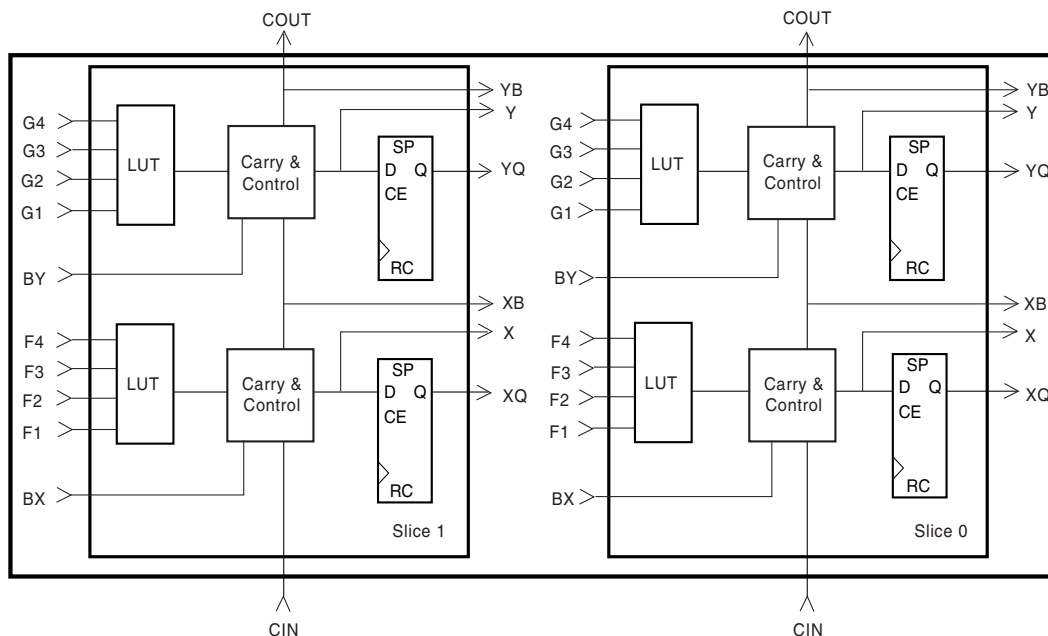 COUT
YB
Y
G4
G3
G2
G1
LUT
Carry &
Control
SP
D Q
CE
RC
YQ
BY
XB
X
F4
F3
F2
F1
LUT
Carry &
Control
SP
D Q
CE
RC
XQ
BX
Slice 1
CIN
COUT
YB
Y
G4
G3
G2
G1
LUT
Carry &
Control
SP
D Q
CE
RC
YQ
BY
XB
X
F4
F3
F2
F1
LUT
Carry &
Control
SP
D Q
CE
RC
XQ
BX
Slice 0
CIN